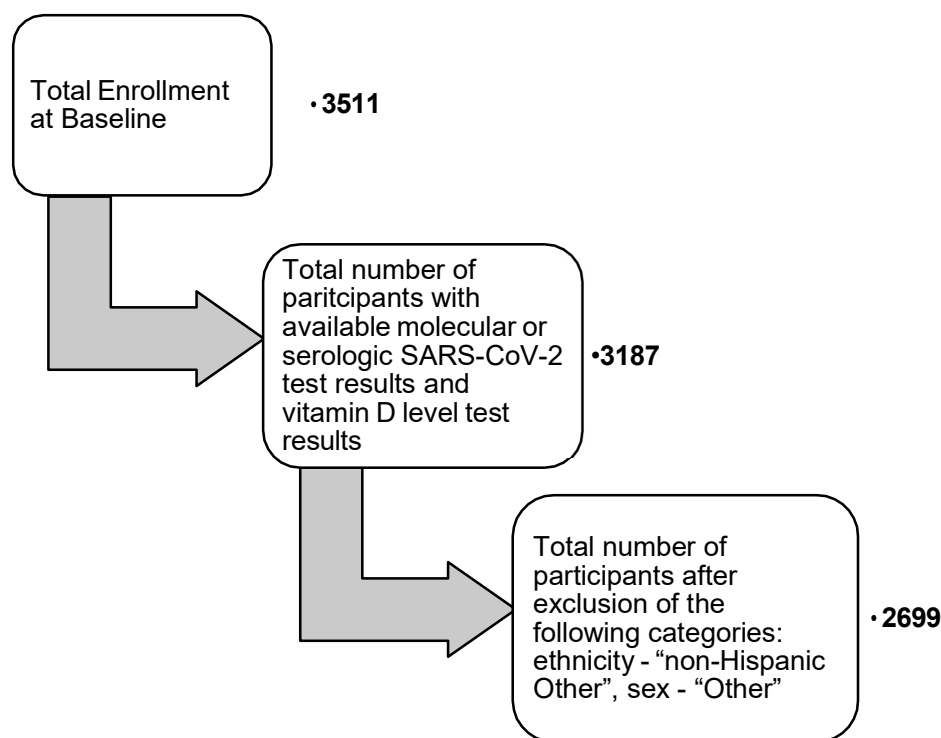 Total Enrollment
at Baseline
· 3511
Total number of
paritcipants with
available molecular or
serologic SARS-CoV-2
test results and
vitamin D level test
results
•3187
Total number of
participants after
exclusion of the
following categories:
ethnicity - “non-Hispanic
Other”, sex - “Other”
· 2699